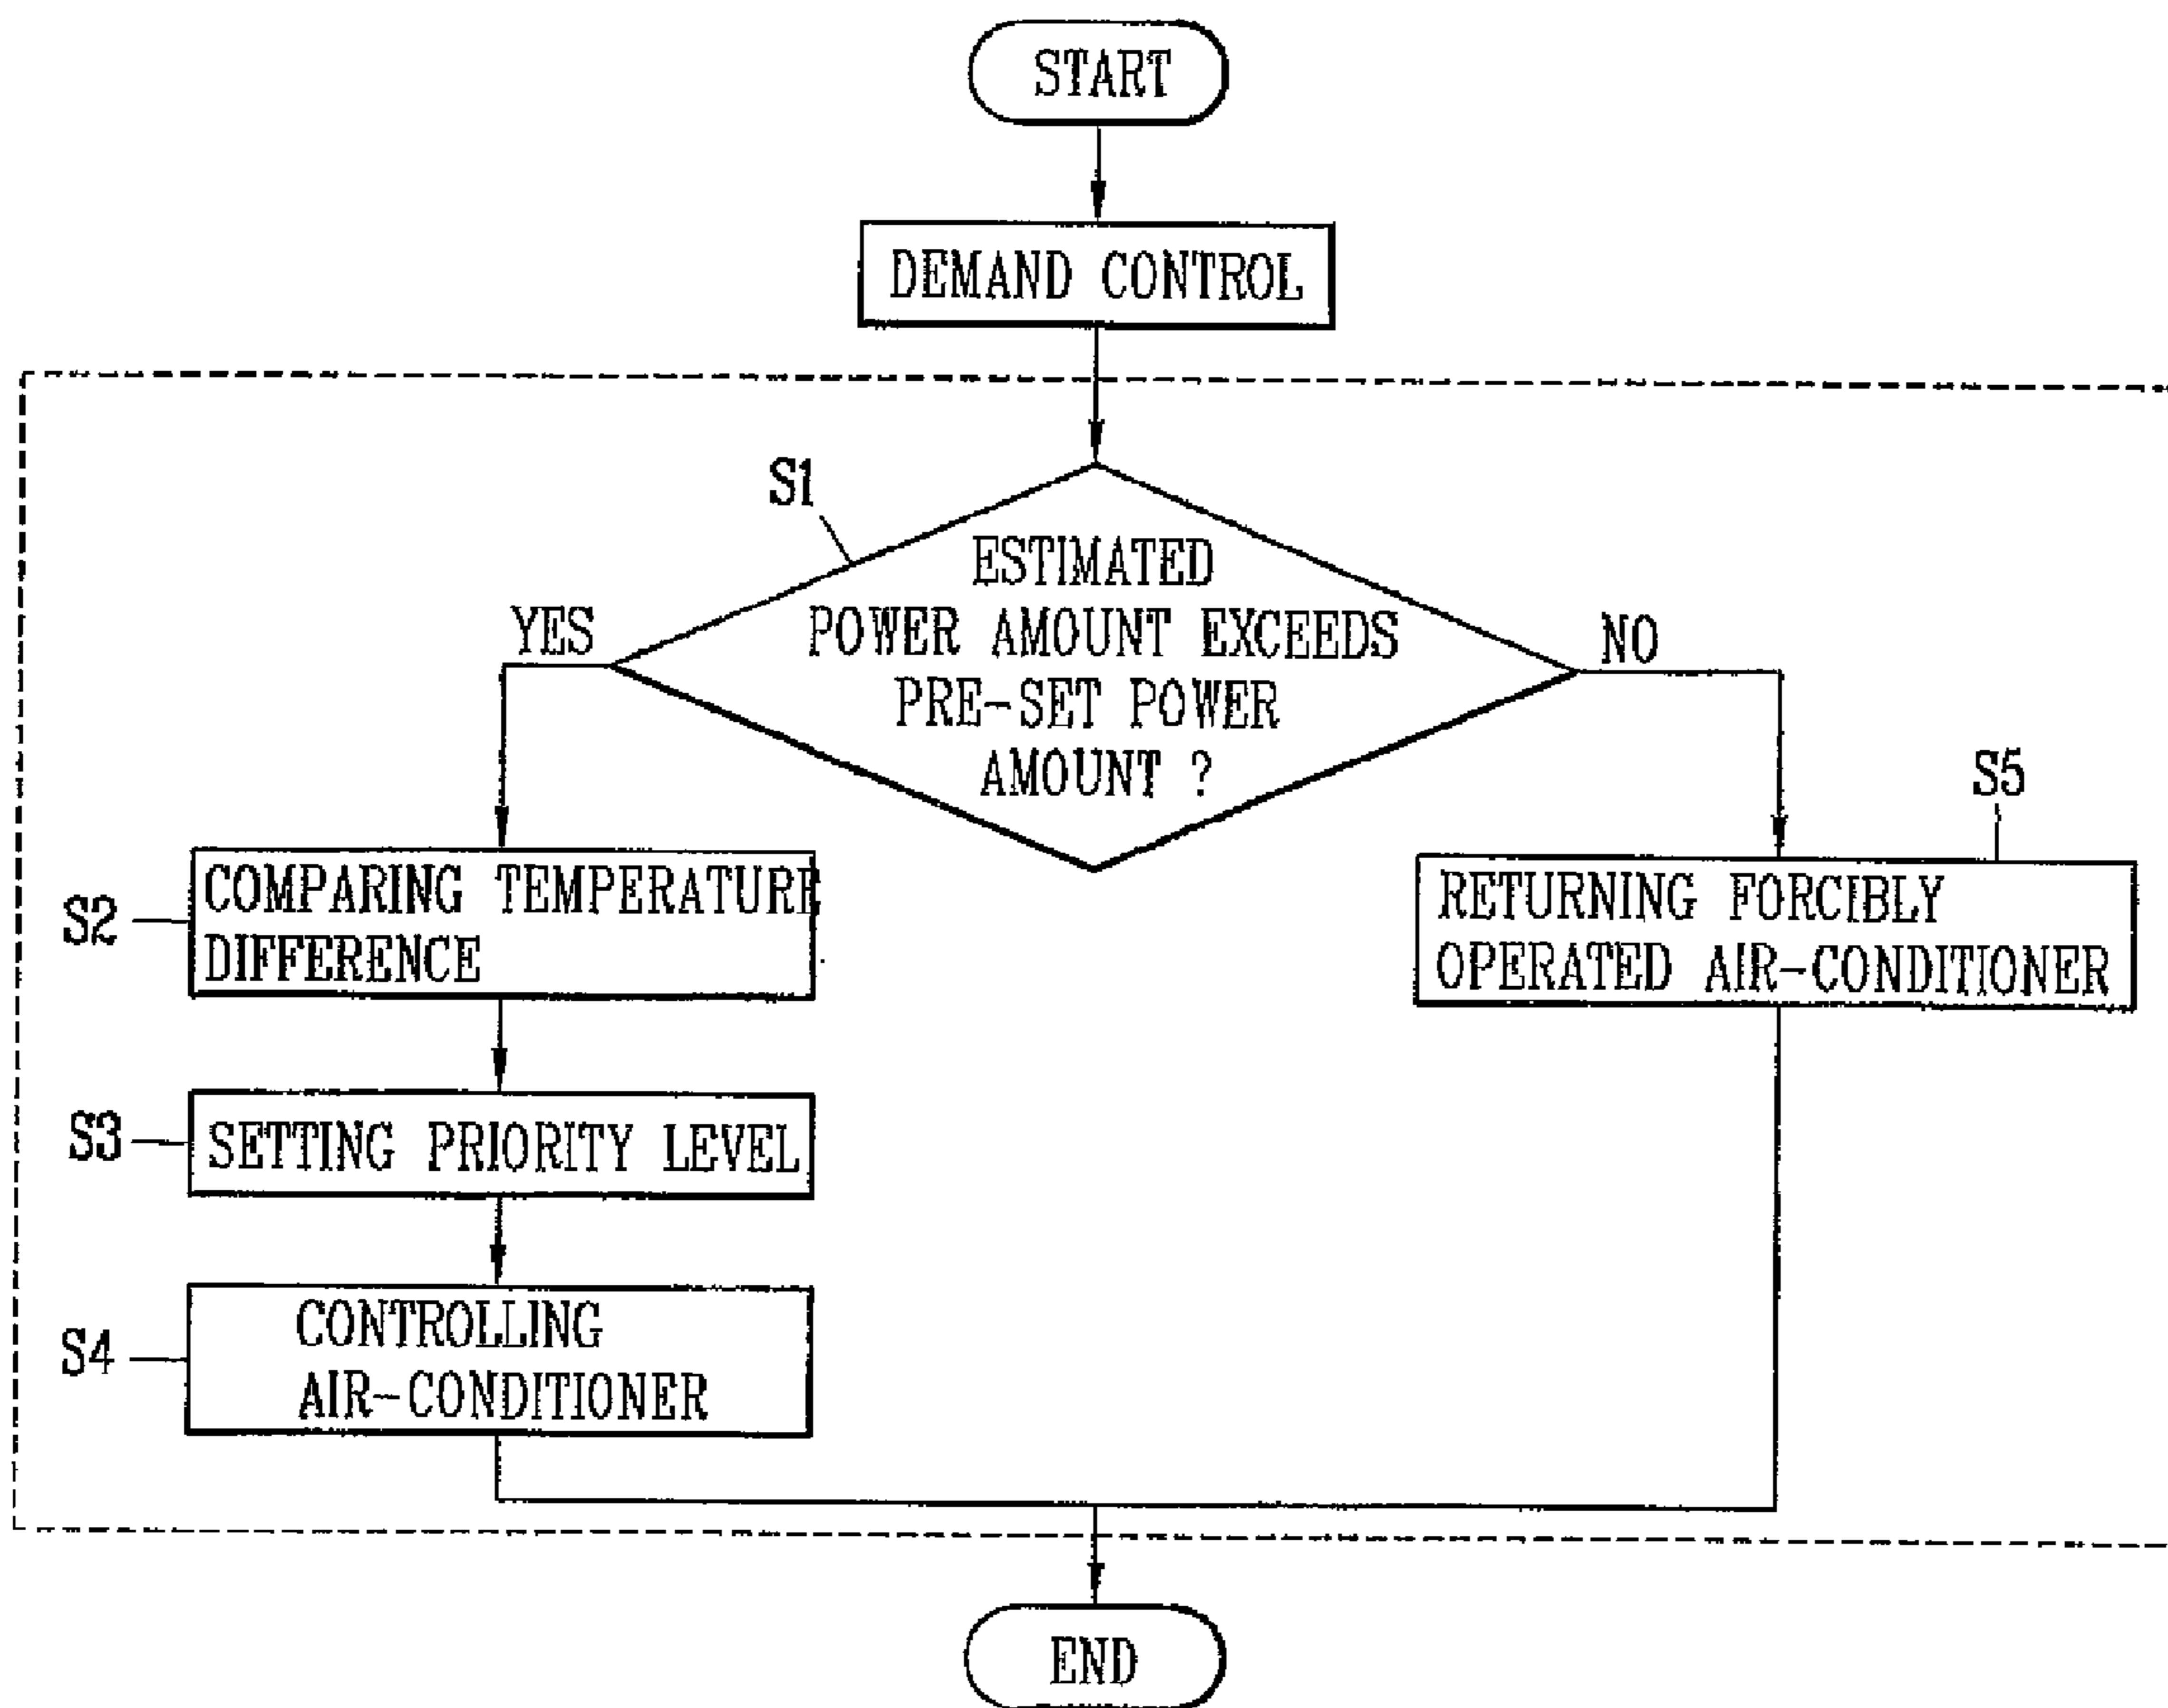 START
DEMAND CONTROL
S1
ESTIMATED
POWER AMOUNT EXCEEDS
PRE-SET POWER
AMOUNT ?
YES
NO
S2
COMPARING TEMPERATURE
DIFFERENCE
S5
RETURNING FORCIBLY
OPERATED AIR-CONDITIONER
S3
SETTING PRIORITY LEVEL
S4
CONTROLLING
AIR-CONDITIONER
END